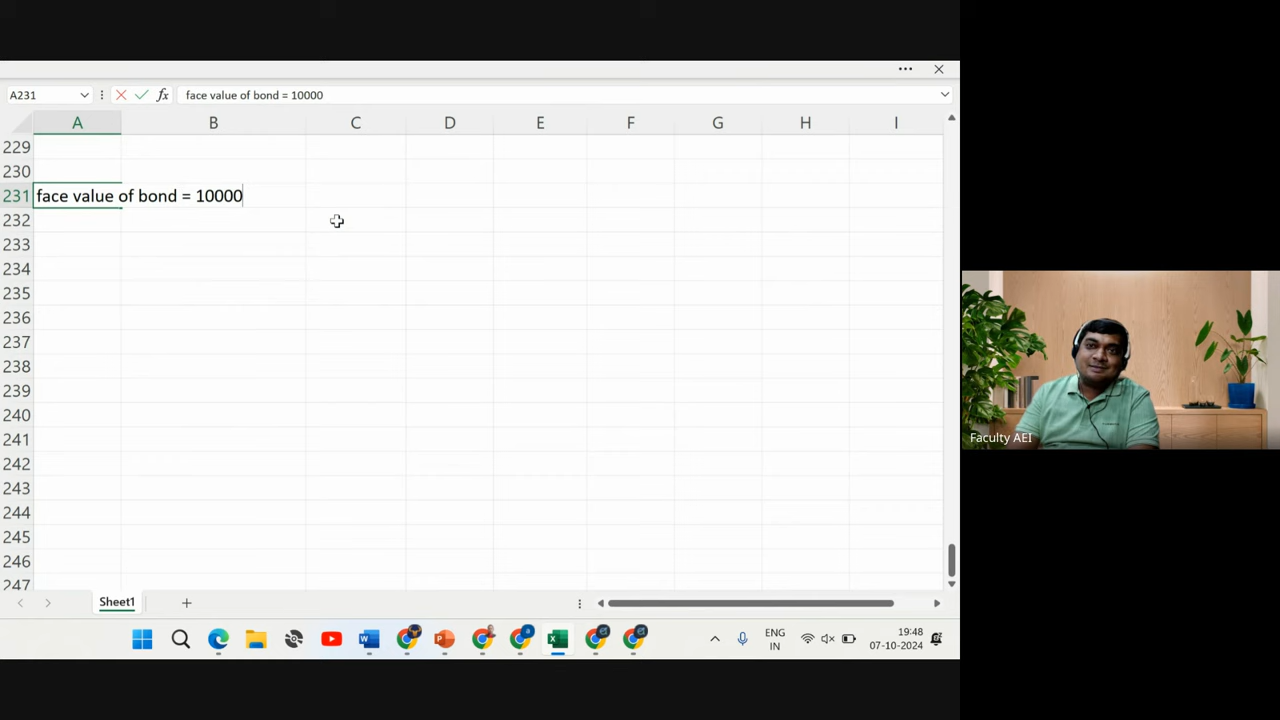 A231
fx
face value of bond = 10000
A B C D E F G H I
229
230
231 face value of bond = 10000
232
233
234
235
236
237
238
239
240
241
242
243
244
245
246
247
Sheet1
ENG
IN
19:48
07-10-2024
Faculty AEI